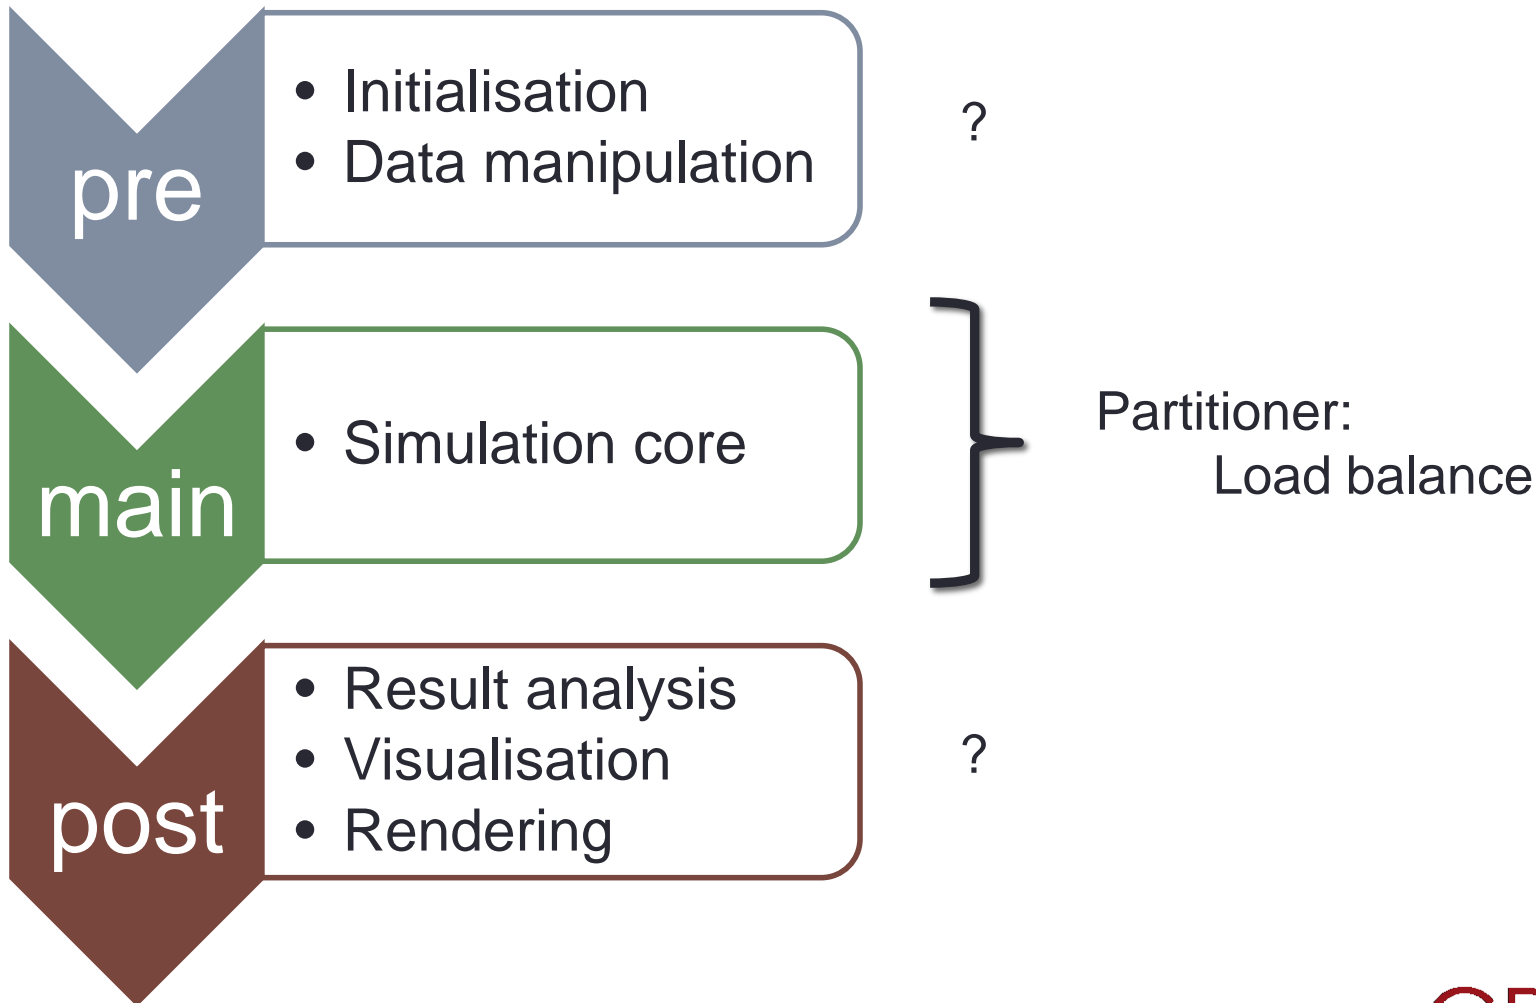 pre
• Initialisation
• Data manipulation
?
main
• Simulation core
Partitioner:
Load balance
post
• Result analysis
• Visualisation
• Rendering
?